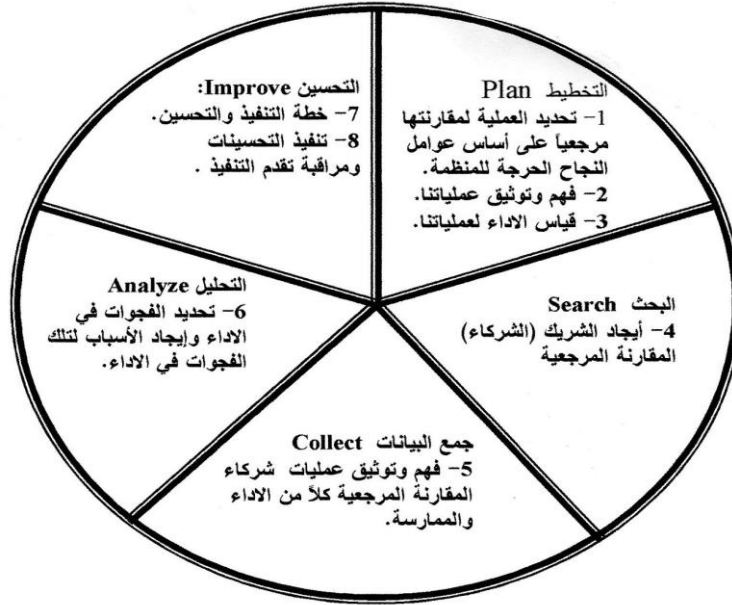 التخطيط Plan
1- تحديد العملية لمقارنتها
مرجعياً على أساس عوامل
النجاح الحرجة للمنظمة.
2- فهم وتوثيق عملياتنا.
3- قياس الاداء لعملياتنا.
البحث Search
4- أيجاد الشريك (الشركاء)
المقارنة المرجعية
جمع البيانات Collect
5- فهم وتوثيق عمليات شركاء
المقارنة المرجعية كلاً من الاداء
والممارسة.
التحليل Analyze
6- تحديد الفجوات في
الاداء وإيجاد الأسباب لتلك
الفجوات في الاداء.
التحسين Improve:
7- خطة التنفيذ والتحسين.
8- تنفيذ التحسينات
ومراقبة تقدم التنفيذ .